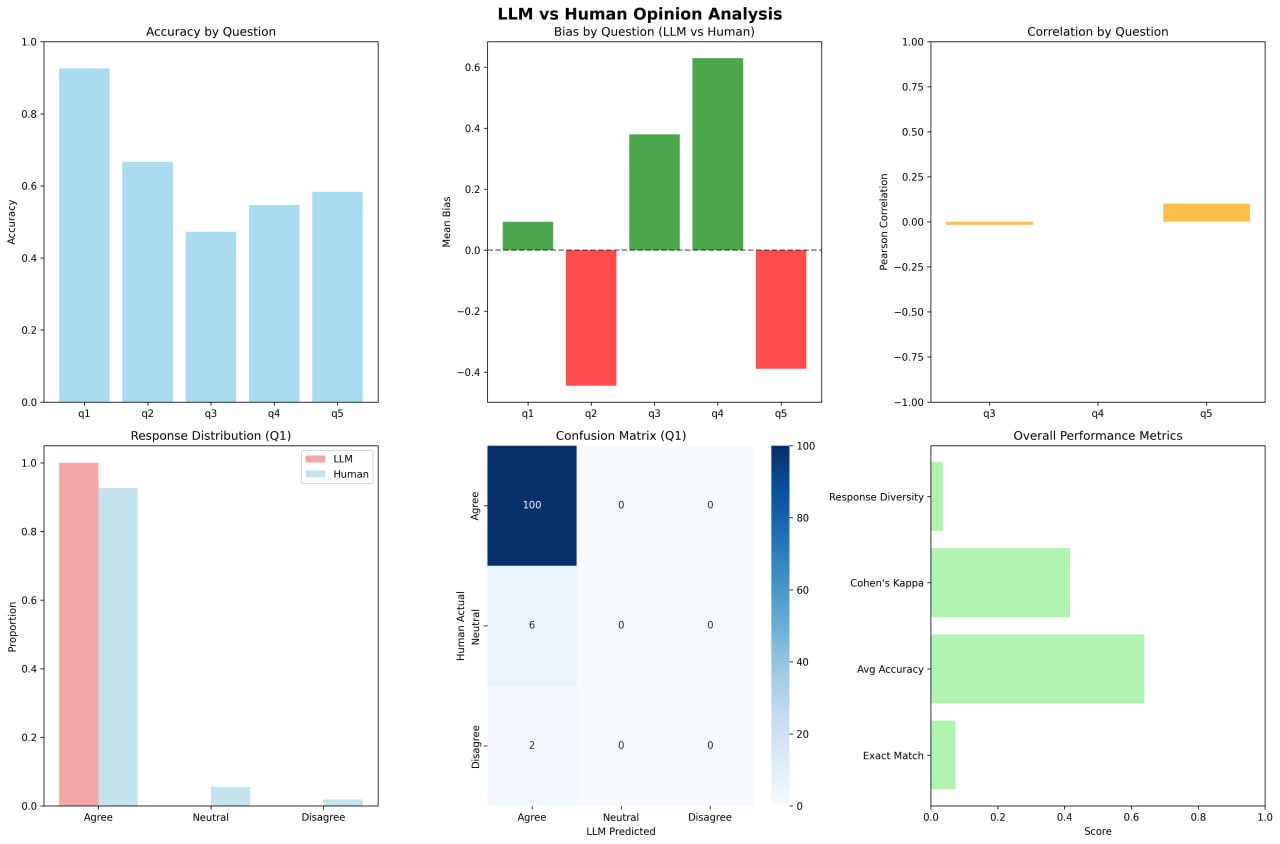 LLM vs Human Opinion Analysis
Accuracy by Question
Accuracy
1.0
0.8
0.6
0.4
0.2
0.0
q1 q2 q3 q4 q5
Bias by Question (LLM vs Human)
Mean Bias
0.6
0.4
0.2
0.0
−0.2
−0.4
q1 q2 q3 q4 q5
Correlation by Question
Pearson Correlation
1.00
0.75
0.50
0.25
0.00
−0.25
−0.50
−0.75
−1.00
q3 q4 q5
Response Distribution (Q1)
LLM
Human
Proportion
1.0
0.8
0.6
0.4
0.2
0.0
Agree Neutral Disagree
Confusion Matrix (Q1)
Human Actual
Agree
Neutral
Disagree
100 0 0
6 0 0
2 0 0
Agree Neutral Disagree
LLM Predicted
100
80
60
40
20
0
Overall Performance Metrics
Response Diversity
Cohen's Kappa
Avg Accuracy
Exact Match
0.0 0.2 0.4 0.6 0.8 1.0
Score